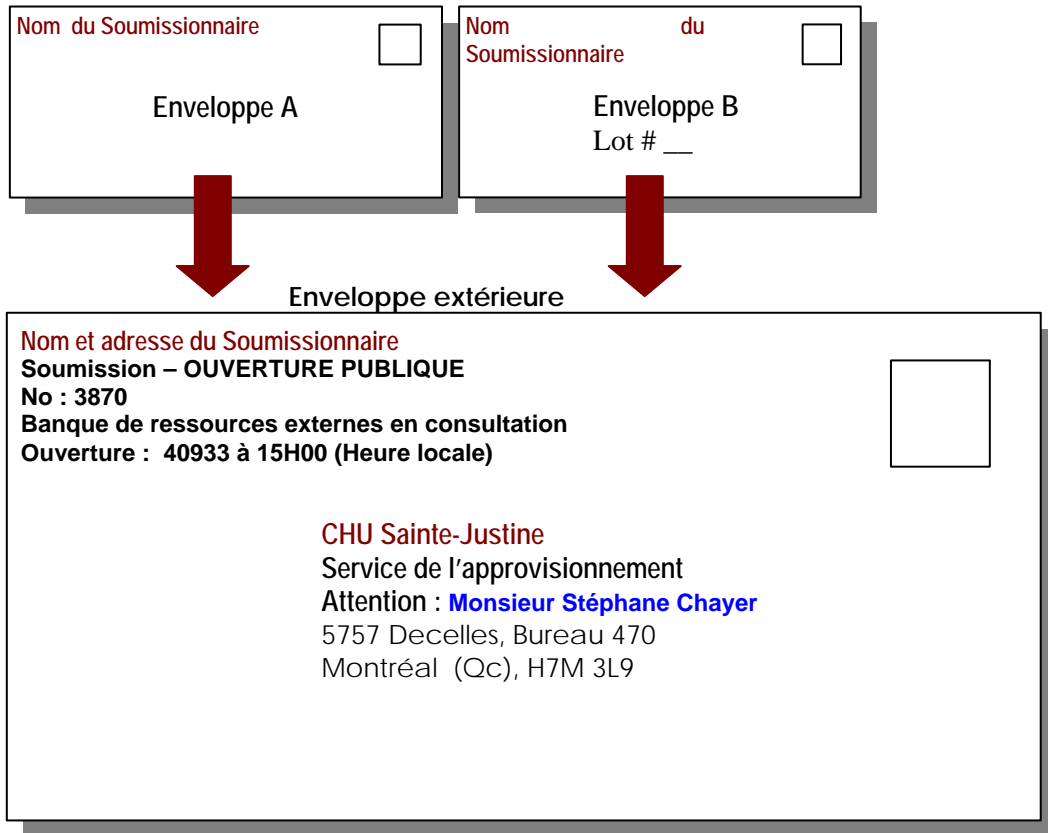 Nom du Soumissionnaire
Enveloppe A
Nom du
Soumissionnaire
Enveloppe B
Lot # __
Enveloppe extérieure
Nom et adresse du Soumissionnaire
Soumission – OUVERTURE PUBLIQUE
No : 3870
Banque de ressources externes en consultation
Ouverture : 40933 à 15H00 (Heure locale)
CHU Sainte-Justine
Service de l'approvisionnement
Attention : Monsieur Stéphane Chayer
5757 Decelles, Bureau 470
Montréal (Qc), H7M 3L9